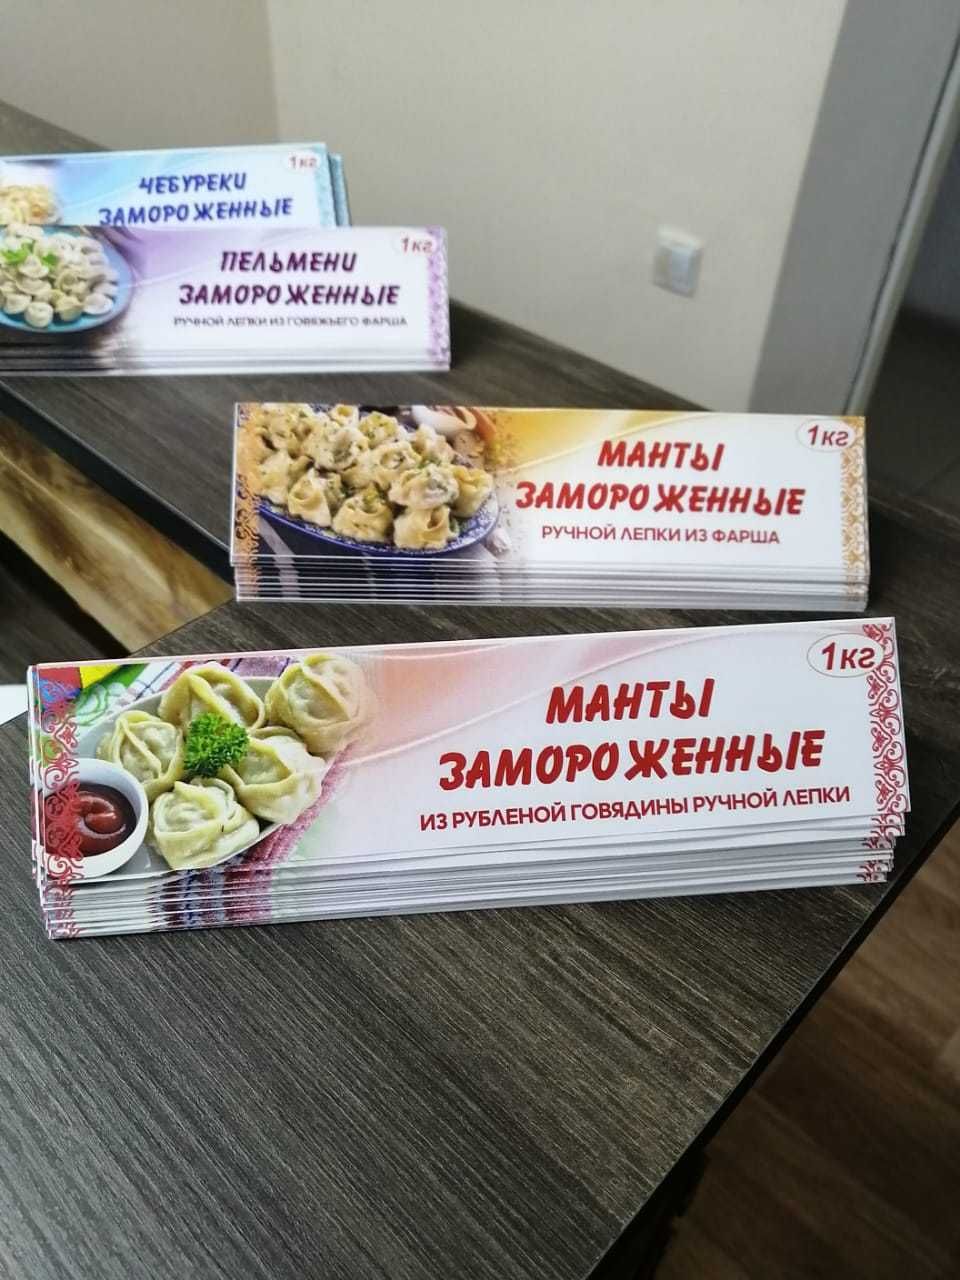 1кг
ЧЕБУРЕКИ
ЗАМОРОЖЕННЫЕ
1кг
ПЕЛЬМЕНИ
ЗАМОРОЖЕННЫЕ
РУЧНОЙ ЛЕПКИ ИЗ ГОВЯЖЬЕГО ФАРША
1кг
МАНТЫ
ЗАМОРОЖЕННЫЕ
РУЧНОЙ ЛЕПКИ ИЗ ФАРША
1кг
МАНТЫ
ЗАМОРОЖЕННЫЕ
ИЗ РУБЛЕНОЙ ГОВЯДИНЫ РУЧНОЙ ЛЕПКИ